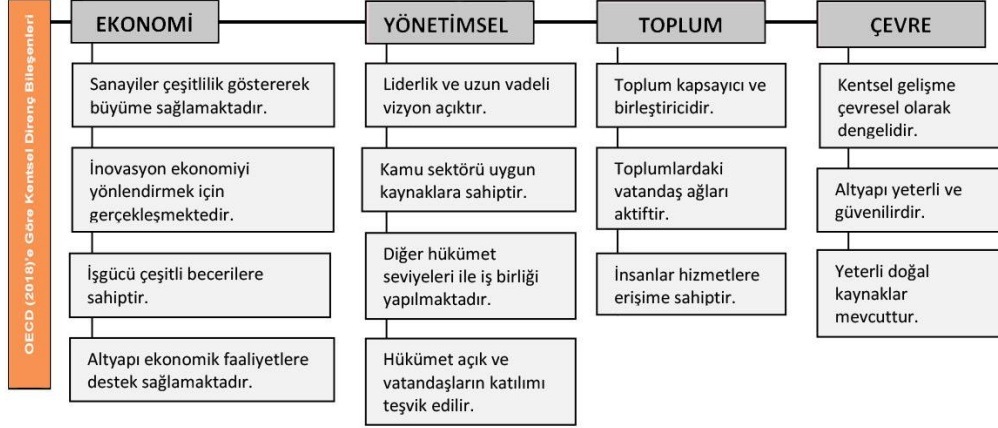 OECD (2018)'e Göre Kentsel Direnç Bileşenleri
EKONOMİ
Sanayiler çeşitlilik göstererek
büyüme sağlamaktadır.
İnovasyon ekonomiyi
yönlendirmek için
gerçekleşmektedir.
İşgücü çeşitli becerilere
sahiptir.
Altyapı ekonomik faaliyetlere
destek sağlamaktadır.
YÖNETİMSEL
Liderlik ve uzun vadeli
vizyon açıktır.
Kamu sektörü uygun
kaynaklara sahiptir.
Diğer hükümet
seviyeleri ile iş birliği
yapılmaktadır.
Hükümet açık ve
vatandaşların katılımı
teşvik edilir.
TOPLUM
Toplum kapsayıcı ve
birleştiricidir.
Toplumlardaki
vatandaş ağları
aktiftir.
İnsanlar hizmetlere
erişime sahiptir.
ÇEVRE
Kentsel gelişme
çevresel olarak
dengelidir.
Altyapı yeterli ve
güvenilirdir.
Yeterli doğal
kaynaklar
mevcuttur.